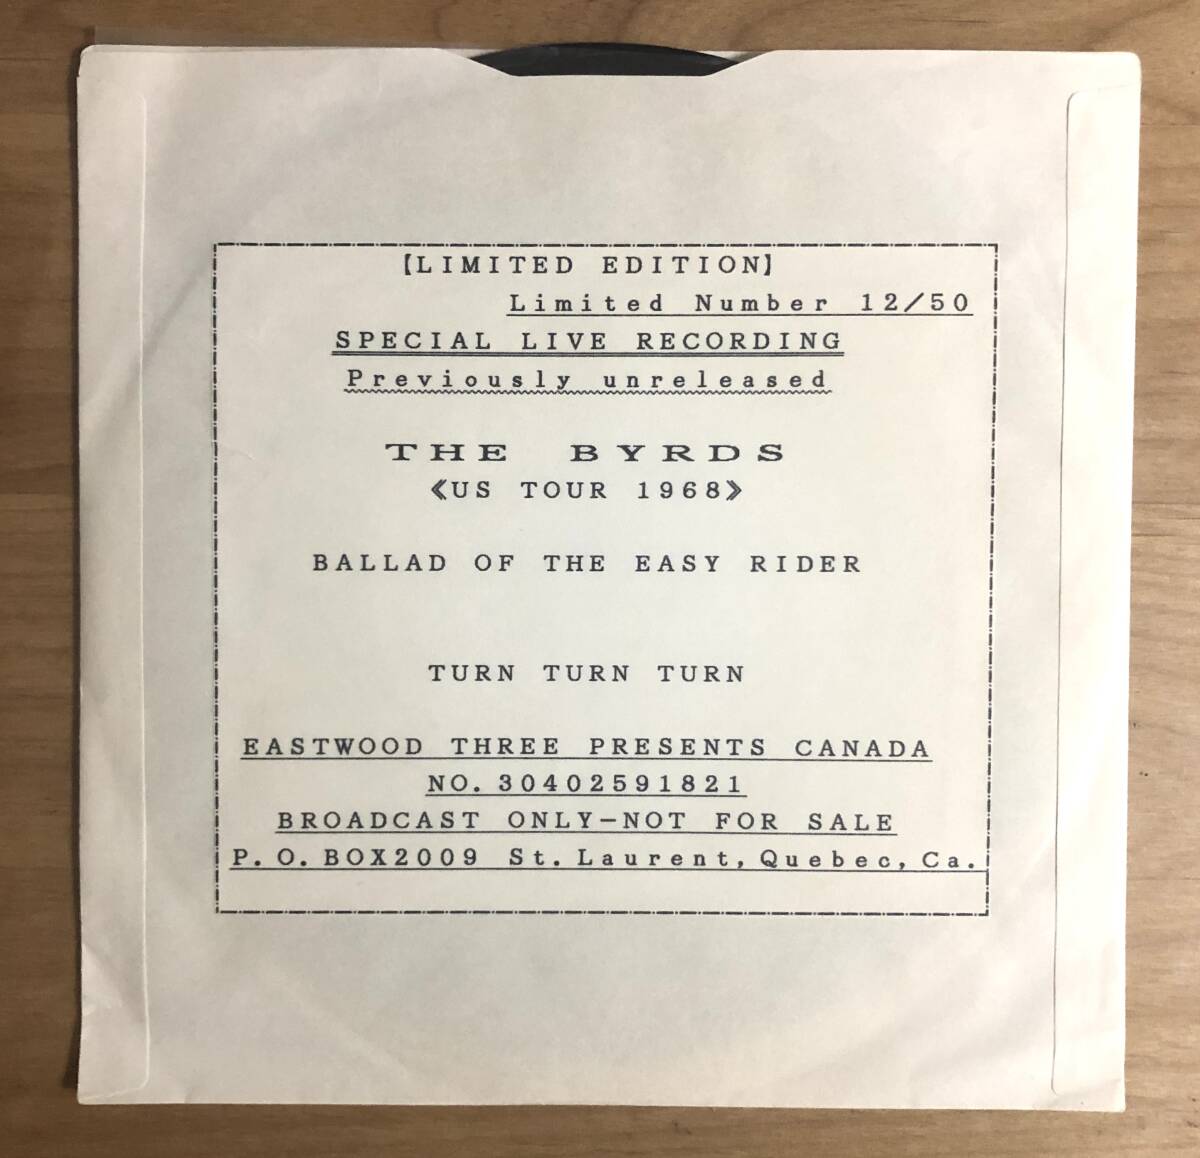 【LIMITED EDITION】
Limited Number 12/50
SPECIAL LIVE RECORDING
Previously unreleased
THE BYRDS
《US TOUR 1968》
BALLAD OF THE EASY RIDER
TURN TURN TURN
EASTWOOD THREE PRESENTS CANADA
NO.30402591821
BROADCAST ONLY－NOT FOR SALE
P.O.BOX2009 St.Laurent,Quebec,Ca.